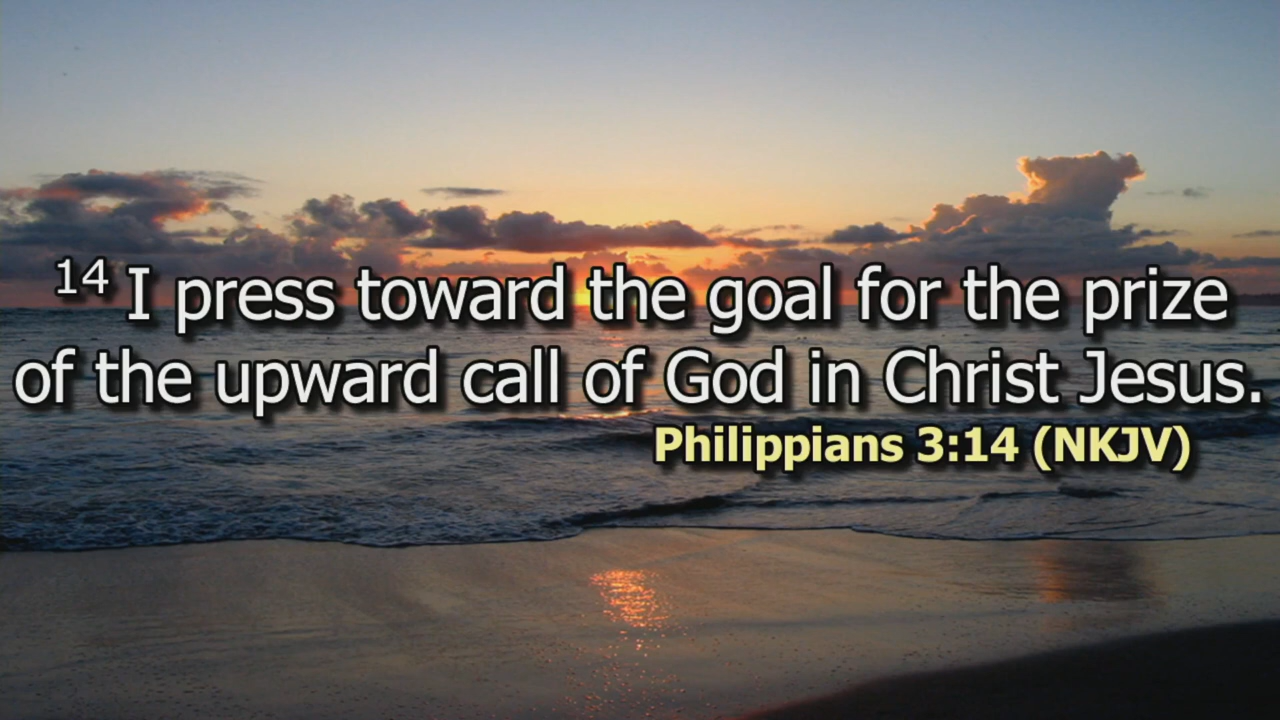 14 I press toward the goal for the prize
of the upward call of God in Christ Jesus.
Philippians 3:14 (NKJV)